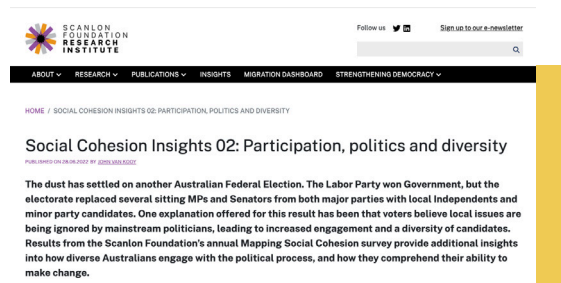 SCANLON
FOUNDATION
RESEARCH
INSTITUTE
Follow us
Sign up to our e-newsletter
ABOUT RESEARCH PUBLICATIONS INSIGHTS MIGRATION DASHBOARD STRENGTHENING DEMOCRACY
HOME / SOCIAL COHESION INSIGHTS 02: PARTICIPATION, POLITICS AND DIVERSITY
Social Cohesion Insights 02: Participation, politics and diversity
PUBLISHED ON 28.06.2022 BY JOHN VAN KOOY
The dust has settled on another Australian Federal Election. The Labor Party won Government, but the
electorate replaced several sitting MPs and Senators from both major parties with local Independents and
minor party candidates. One explanation offered for this result has been that voters believe local issues are
being ignored by mainstream politicians, leading to increased engagement and a diversity of candidates.
Results from the Scanlon Foundation's annual Mapping Social Cohesion survey provide additional insights
into how diverse Australians engage with the political process, and how they comprehend their ability to
make change.